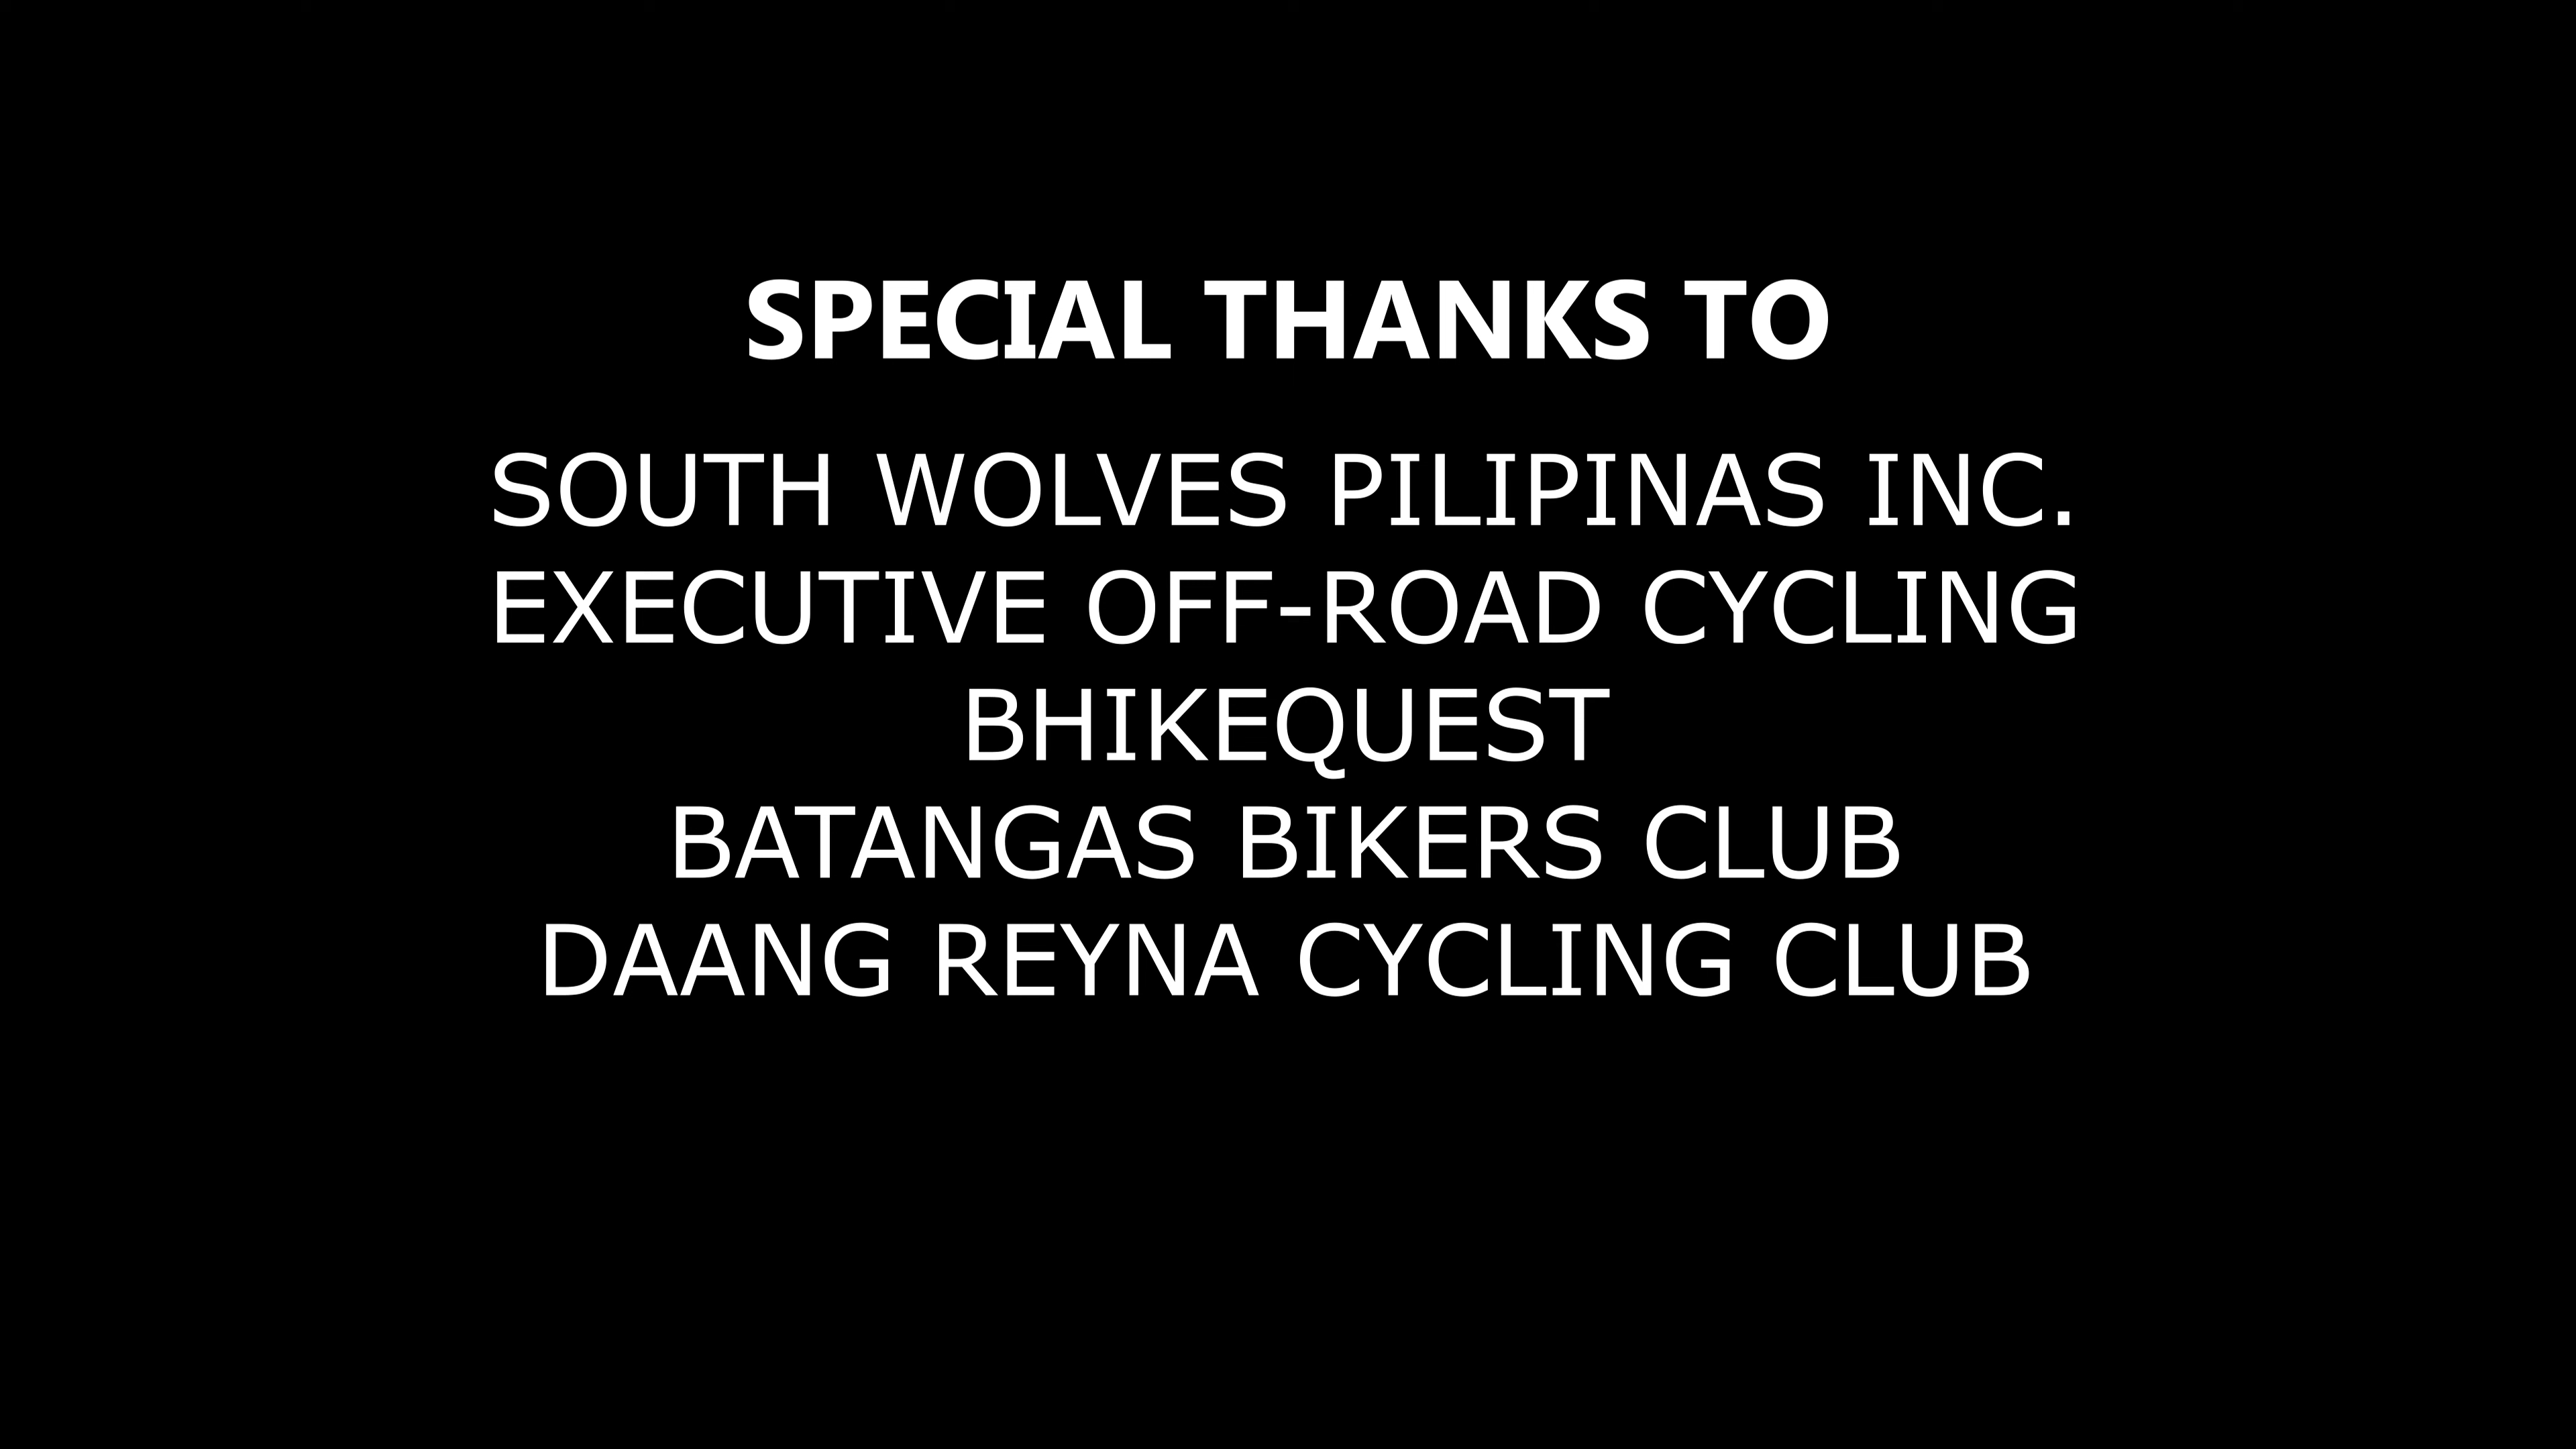 SPECIAL THANKS TO
SOUTH WOLVES PILIPINAS INC.
EXECUTIVE OFF-ROAD CYCLING
BHIKEQUEST
BATANGAS BIKERS CLUB
DAANG REYNA CYCLING CLUB